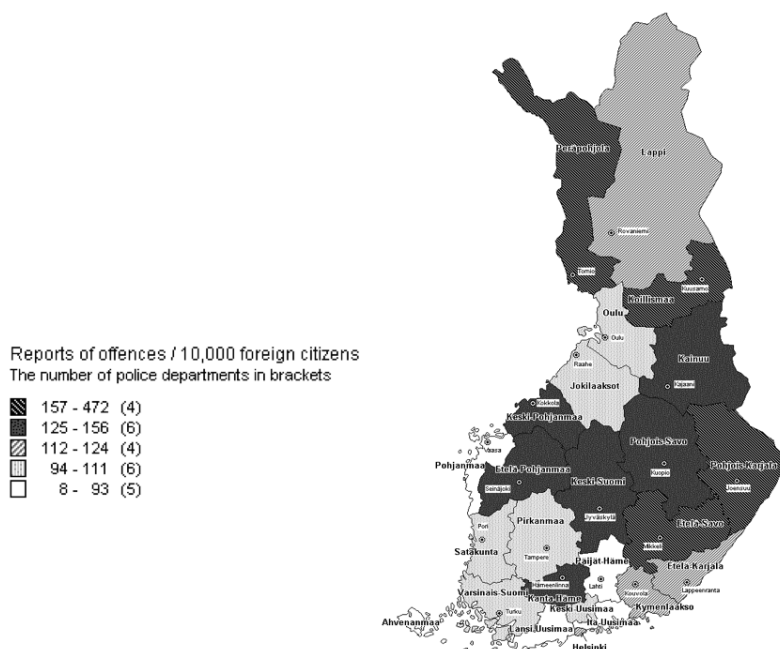 Peräpohjola
Lappi
Rovaniemi
Tornio
Kuusamo
Koillismaa
Oulu
Oulu
Raahe
Kainuu
Kajaani
Jokilaaksot
Reports of offences / 10,000 foreign citizens
The number of police departments in brackets
157 - 472 (4)
125 - 156 (6)
112 - 124 (4)
94 - 111 (6)
8 - 93 (5)
Kokkola
Keski-Pohjanmaa
Vaasa
Pohjois-Savo
Pohjanmaa
Etelä-Pohjanmaa
Keski-Suomi
Kuopio
Pohjois-Karjala
Seinäjoki
Joensuu
Pori
Pirkanmaa
Jyväskylä
Etelä-Savo
Satakunta
Tampere
Mikkeli
Päijät-Häme
Etelä-Karjala
Hämeenlinna
Lahti
Kouvola
Lappeenranta
Varsinais-Suomi
Kanta-Häme
Kymenlaakso
Ahvenanmaa
Turku
Keski-Uusimaa
Länsi-Uusimaa
Itä-Uusimaa
Helsinki